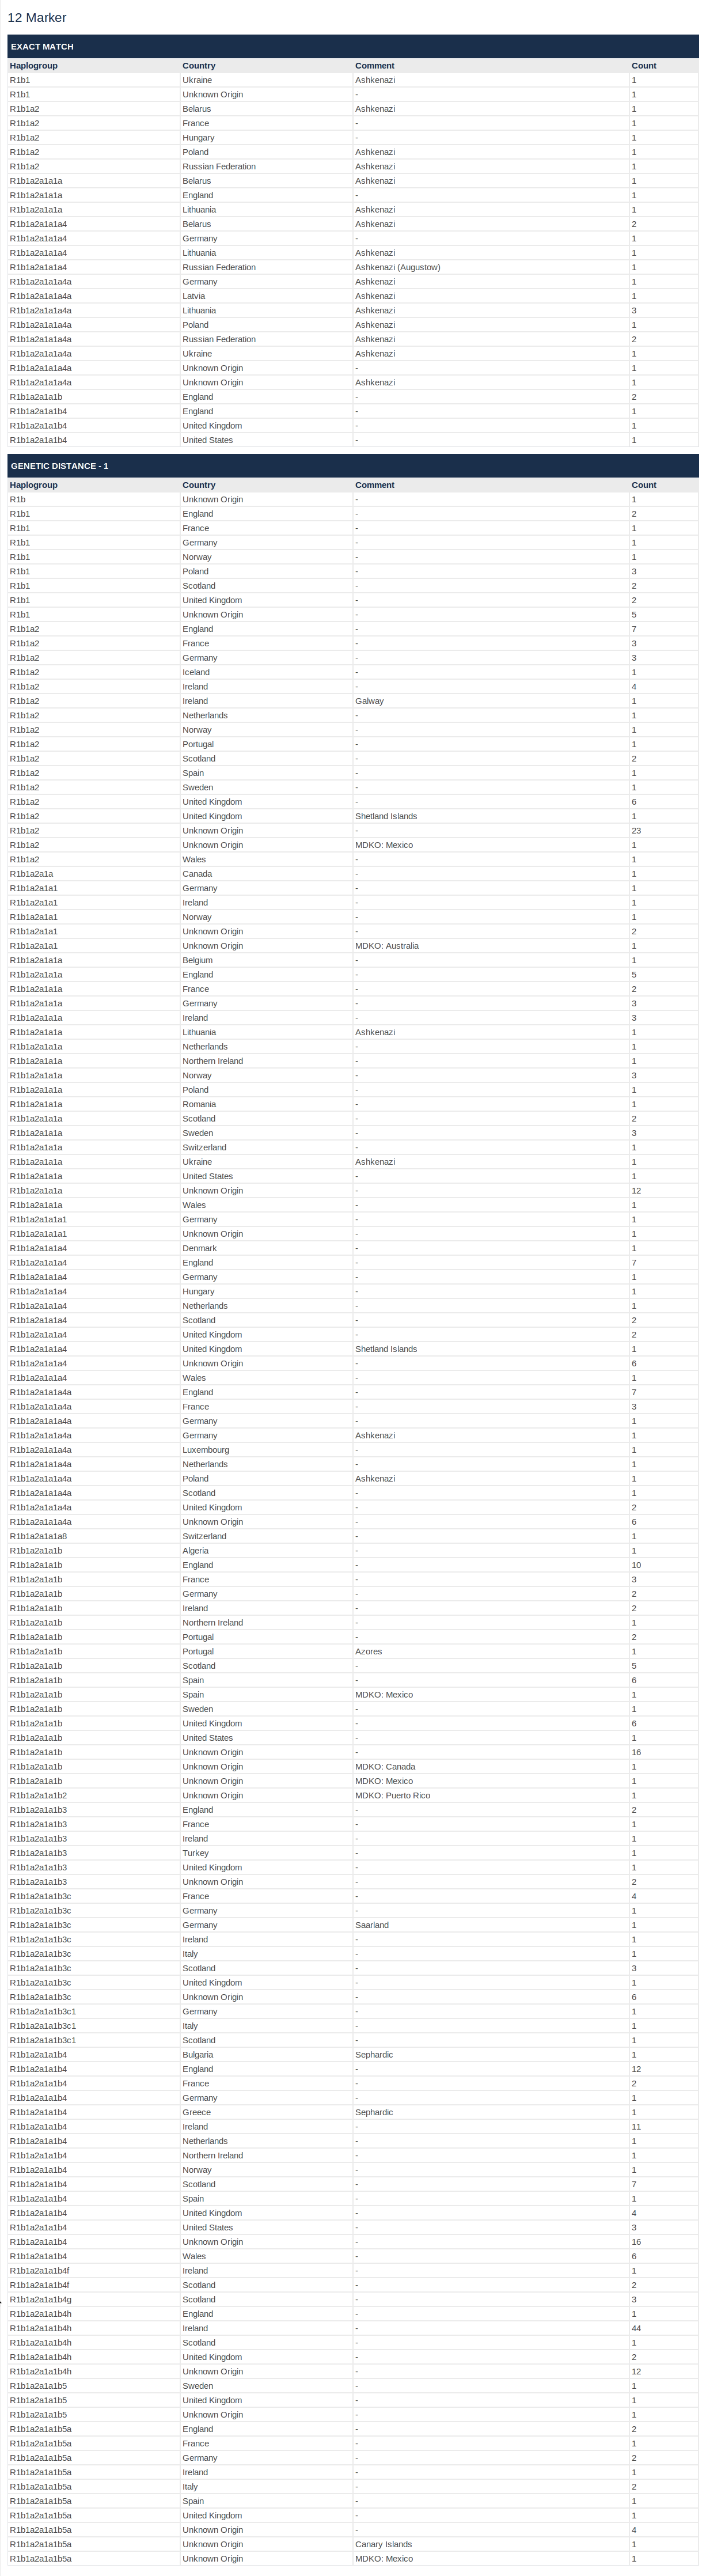 12 Marker
EXACT MATCH
Haplogroup Country Comment Count
R1b1 Ukraine Ashkenazi 1
R1b1 Unknown Origin - 1
R1b1a2 Belarus Ashkenazi 1
R1b1a2 France - 1
R1b1a2 Hungary - 1
R1b1a2 Poland Ashkenazi 1
R1b1a2 Russian Federation Ashkenazi 1
R1b1a2a1a1a Belarus Ashkenazi 1
R1b1a2a1a1a England - 1
R1b1a2a1a1a Lithuania Ashkenazi 1
R1b1a2a1a1a4 Belarus Ashkenazi 2
R1b1a2a1a1a4 Germany - 1
R1b1a2a1a1a4 Lithuania Ashkenazi 1
R1b1a2a1a1a4 Russian Federation Ashkenazi (Augustow) 1
R1b1a2a1a1a4a Germany Ashkenazi 1
R1b1a2a1a1a4a Latvia Ashkenazi 1
R1b1a2a1a1a4a Lithuania Ashkenazi 3
R1b1a2a1a1a4a Poland Ashkenazi 1
R1b1a2a1a1a4a Russian Federation Ashkenazi 2
R1b1a2a1a1a4a Ukraine Ashkenazi 1
R1b1a2a1a1a4a Unknown Origin - 1
R1b1a2a1a1a4a Unknown Origin Ashkenazi 1
R1b1a2a1a1b England - 2
R1b1a2a1a1b4 England - 1
R1b1a2a1a1b4 United Kingdom - 1
R1b1a2a1a1b4 United States - 1
GENETIC DISTANCE - 1
Haplogroup Country Comment Count
R1b Unknown Origin - 1
R1b1 England - 2
R1b1 France - 1
R1b1 Germany - 1
R1b1 Norway - 1
R1b1 Poland - 3
R1b1 Scotland - 2
R1b1 United Kingdom - 2
R1b1 Unknown Origin - 5
R1b1a2 England - 7
R1b1a2 France - 3
R1b1a2 Germany - 3
R1b1a2 Iceland - 1
R1b1a2 Ireland - 4
R1b1a2 Ireland Galway 1
R1b1a2 Netherlands - 1
R1b1a2 Norway - 1
R1b1a2 Portugal - 1
R1b1a2 Scotland - 2
R1b1a2 Spain - 1
R1b1a2 Sweden - 1
R1b1a2 United Kingdom - 6
R1b1a2 United Kingdom Shetland Islands 1
R1b1a2 Unknown Origin - 23
R1b1a2 Unknown Origin MDKO: Mexico 1
R1b1a2 Wales - 1
R1b1a2a1a Canada - 1
R1b1a2a1a1 Germany - 1
R1b1a2a1a1 Ireland - 1
R1b1a2a1a1 Norway - 1
R1b1a2a1a1 Unknown Origin - 2
R1b1a2a1a1 Unknown Origin MDKO: Australia 1
R1b1a2a1a1a Belgium - 1
R1b1a2a1a1a England - 5
R1b1a2a1a1a France - 2
R1b1a2a1a1a Germany - 3
R1b1a2a1a1a Ireland - 3
R1b1a2a1a1a Lithuania Ashkenazi 1
R1b1a2a1a1a Netherlands - 1
R1b1a2a1a1a Northern Ireland - 1
R1b1a2a1a1a Norway - 3
R1b1a2a1a1a Poland - 1
R1b1a2a1a1a Romania - 1
R1b1a2a1a1a Scotland - 2
R1b1a2a1a1a Sweden - 3
R1b1a2a1a1a Switzerland - 1
R1b1a2a1a1a Ukraine Ashkenazi 1
R1b1a2a1a1a United States - 1
R1b1a2a1a1a Unknown Origin - 12
R1b1a2a1a1a Wales - 1
R1b1a2a1a1a1 Germany - 1
R1b1a2a1a1a1 Unknown Origin - 1
R1b1a2a1a1a4 Denmark - 1
R1b1a2a1a1a4 England - 7
R1b1a2a1a1a4 Germany - 1
R1b1a2a1a1a4 Hungary - 1
R1b1a2a1a1a4 Netherlands - 1
R1b1a2a1a1a4 Scotland - 2
R1b1a2a1a1a4 United Kingdom - 2
R1b1a2a1a1a4 United Kingdom Shetland Islands 1
R1b1a2a1a1a4 Unknown Origin - 6
R1b1a2a1a1a4 Wales - 1
R1b1a2a1a1a4a England - 7
R1b1a2a1a1a4a France - 3
R1b1a2a1a1a4a Germany - 1
R1b1a2a1a1a4a Germany Ashkenazi 1
R1b1a2a1a1a4a Luxembourg - 1
R1b1a2a1a1a4a Netherlands - 1
R1b1a2a1a1a4a Poland Ashkenazi 1
R1b1a2a1a1a4a Scotland - 1
R1b1a2a1a1a4a United Kingdom - 2
R1b1a2a1a1a4a Unknown Origin - 6
R1b1a2a1a1a8 Switzerland - 1
R1b1a2a1a1b Algeria - 1
R1b1a2a1a1b England - 10
R1b1a2a1a1b France - 3
R1b1a2a1a1b Germany - 2
R1b1a2a1a1b Ireland - 2
R1b1a2a1a1b Northern Ireland - 1
R1b1a2a1a1b Portugal - 2
R1b1a2a1a1b Portugal Azores 1
R1b1a2a1a1b Scotland - 5
R1b1a2a1a1b Spain - 6
R1b1a2a1a1b Spain MDKO: Mexico 1
R1b1a2a1a1b Sweden - 1
R1b1a2a1a1b United Kingdom - 6
R1b1a2a1a1b United States - 1
R1b1a2a1a1b Unknown Origin - 16
R1b1a2a1a1b Unknown Origin MDKO: Canada 1
R1b1a2a1a1b Unknown Origin MDKO: Mexico 1
R1b1a2a1a1b2 Unknown Origin MDKO: Puerto Rico 1
R1b1a2a1a1b3 England - 2
R1b1a2a1a1b3 France - 1
R1b1a2a1a1b3 Ireland - 1
R1b1a2a1a1b3 Turkey - 1
R1b1a2a1a1b3 United Kingdom - 1
R1b1a2a1a1b3 Unknown Origin - 2
R1b1a2a1a1b3c France - 4
R1b1a2a1a1b3c Germany - 1
R1b1a2a1a1b3c Germany Saarland 1
R1b1a2a1a1b3c Ireland - 1
R1b1a2a1a1b3c Italy - 1
R1b1a2a1a1b3c Scotland - 3
R1b1a2a1a1b3c United Kingdom - 1
R1b1a2a1a1b3c Unknown Origin - 6
R1b1a2a1a1b3c1 Germany - 1
R1b1a2a1a1b3c1 Italy - 1
R1b1a2a1a1b3c1 Scotland - 1
R1b1a2a1a1b4 Bulgaria Sephardic 1
R1b1a2a1a1b4 England - 12
R1b1a2a1a1b4 France - 2
R1b1a2a1a1b4 Germany - 1
R1b1a2a1a1b4 Greece Sephardic 1
R1b1a2a1a1b4 Ireland - 11
R1b1a2a1a1b4 Netherlands - 1
R1b1a2a1a1b4 Northern Ireland - 1
R1b1a2a1a1b4 Norway - 1
R1b1a2a1a1b4 Scotland - 7
R1b1a2a1a1b4 Spain - 1
R1b1a2a1a1b4 United Kingdom - 4
R1b1a2a1a1b4 United States - 3
R1b1a2a1a1b4 Unknown Origin - 16
R1b1a2a1a1b4 Wales - 6
R1b1a2a1a1b4f Ireland - 1
R1b1a2a1a1b4f Scotland - 2
R1b1a2a1a1b4g Scotland - 3
R1b1a2a1a1b4h England - 1
R1b1a2a1a1b4h Ireland - 44
R1b1a2a1a1b4h Scotland - 1
R1b1a2a1a1b4h United Kingdom - 2
R1b1a2a1a1b4h Unknown Origin - 12
R1b1a2a1a1b5 Sweden - 1
R1b1a2a1a1b5 United Kingdom - 1
R1b1a2a1a1b5 Unknown Origin - 1
R1b1a2a1a1b5a England - 2
R1b1a2a1a1b5a France - 1
R1b1a2a1a1b5a Germany - 2
R1b1a2a1a1b5a Ireland - 1
R1b1a2a1a1b5a Italy - 2
R1b1a2a1a1b5a Spain - 1
R1b1a2a1a1b5a United Kingdom - 1
R1b1a2a1a1b5a Unknown Origin - 4
R1b1a2a1a1b5a Unknown Origin Canary Islands 1
R1b1a2a1a1b5a Unknown Origin MDKO: Mexico 1